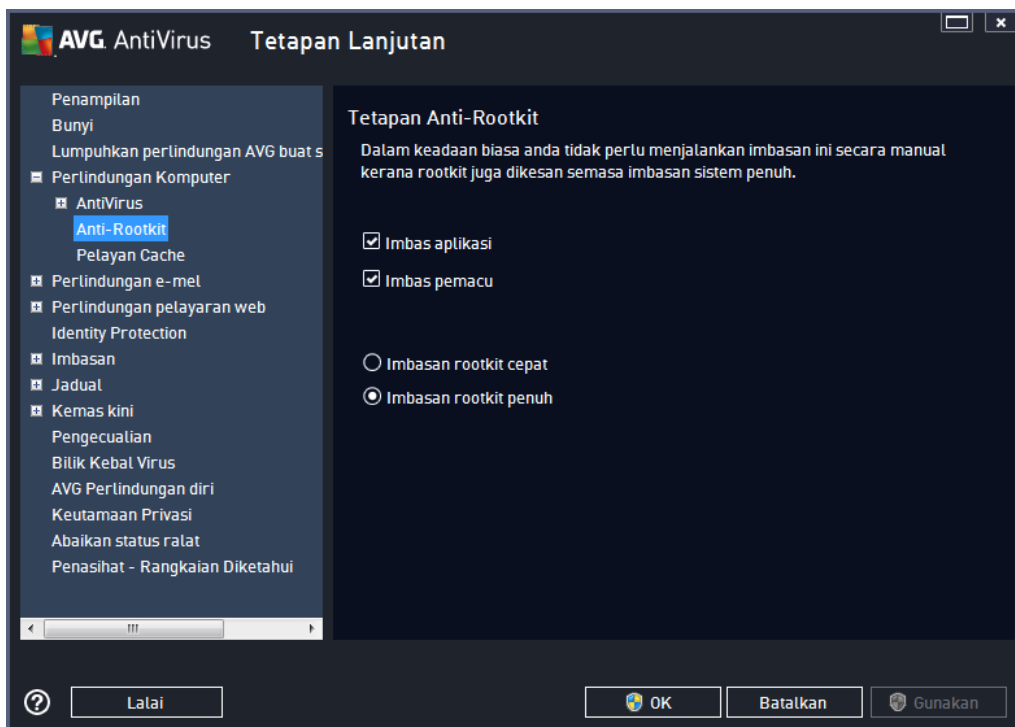 AVG. AntiVirus Tetapan Lanjutan
Penampilan
Bunyi
Lumpuhkan perlindungan AVG buat s
Perlindungan Komputer
AntiVirus
Anti-Rootkit
Pelayan Cache
Perlindungan e-mel
Perlindungan pelayaran web
Identity Protection
Imbasan
Jadual
Kemas kini
Pengecualian
Bilik Kebal Virus
AVG Perlindungan diri
Keutamaan Privasi
Abaikan status ralat
Penasihat - Rangkaian Diketahui
Tetapan Anti-Rootkit
Dalam keadaan biasa anda tidak perlu menjalankan imbasan ini secara manual
kerana rootkit juga dikesan semasa imbasan sistem penuh.
Imbas aplikasi
Imbas pemacu
Imbasan rootkit cepat
Imbasan rootkit penuh
Lalai
OK
Batalkan
Gunakan